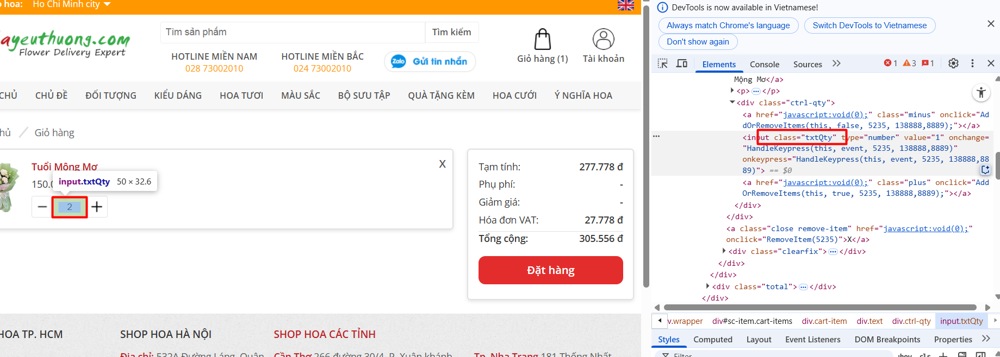 o hoa: Ho Chi Minh city
ayeuthuong.com
Flower Delivery Expert
Tìm sản phẩm
Tìm kiếm
HOTLINE MIỀN NAM
028 73002010
HOTLINE MIỀN BẮC
024 73002010
Zalo Gửi tin nhắn
Giỏ hàng (1)
Tài khoản
CHỦ CHỦ ĐỀ ĐỐI TƯỢNG KIỂU DÁNG HOA TƯƠI MÀU SẮC BỘ SƯU TẬP QUÀ TẶNG KÈM HOA CƯỚI Ý NGHĨA HOA
hủ / Giỏ hàng
Tuổi Mộng Mơ
X
150.0
input.txtQty 50 × 32.6
− 2 +
Tạm tính: 277.778 đ
Phụ phí: -
Giảm giá: -
Hóa đơn VAT: 27.778 đ
Tổng cộng: 305.556 đ
Đặt hàng
HOA TP. HCM
SHOP HOA HÀ NỘI
Địa chỉ: 532A Đường Láng, Quận
SHOP HOA CÁC TỈNH
Cần Thơ 266 đường 30/4, P. Xuân khánh
Tp. Nha Trang 181 Thống Nhất
DevTools is now available in Vietnamese!
Always match Chrome's language
Switch DevTools to Vietnamese
Don't show again
Elements Console Sources
1 3 1
Mộng Mơ</a>
<p>…</p>
<div class="ctrl-qty">
<a href="javascript:void(0);" class="minus" onclick="Ad
dOrRemoveItems(this, false, 5235, 138888,8889);"></a>
<input class="txtQty" type="number" value="1" onchange=
"HandleKeypress(this, event, 5235, 138888,8889)"
onkeypress="HandleKeypress(this, event, 5235, 138888,88
89)"> == $0
<a href="javascript:void(0);" class="plus" onclick="Add
OrRemoveItems(this, true, 5235, 138888,8889);"></a>
</div>
</div>
<a class="close remove-item" href="javascript:void(0);"
onclick="RemoveItem(5235)">X</a>
<div class="clearfix">…</div>
</div>
</div>
<div class="total">…</div>
</div>
v.wrapper div#sc-item.cart-items div.cart-item div.text div.ctrl-qty input.txtQty
Styles Computed Layout Event Listeners DOM Breakpoints Properties
Filter :hov .cls +